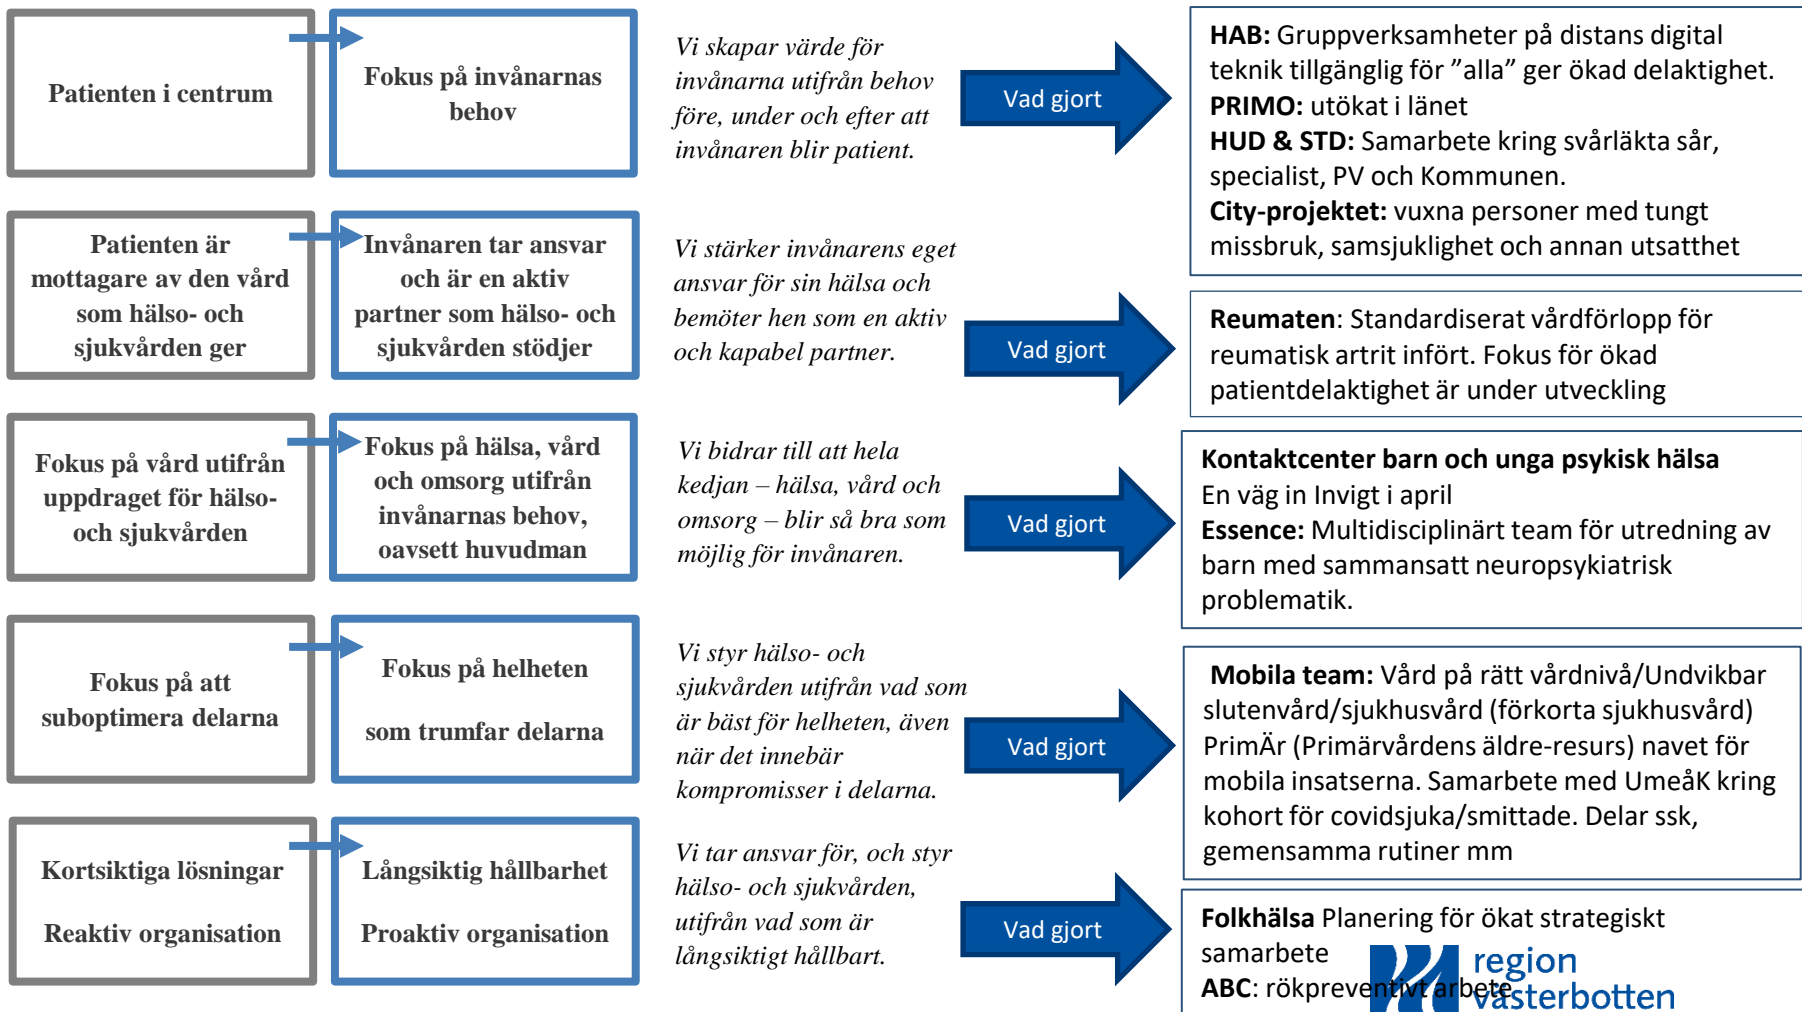 Patienten i centrum
Fokus på invånarnas
behov
Vi skapar värde för
invånarna utifrån behov
före, under och efter att
invånaren blir patient.
Vad gjort
HAB: Gruppverksamheter på distans digital
teknik tillgänglig för ”alla” ger ökad delaktighet.
PRIMO: utökat i länet
HUD & STD: Samarbete kring svårläkta sår,
specialist, PV och Kommunen.
City-projektet: vuxna personer med tungt
missbruk, samsjuklighet och annan utsatthet
Patienten är
mottagare av den vård
som hälso- och
sjukvården ger
Invånaren tar ansvar
och är en aktiv
partner som hälso- och
sjukvården stödjer
Vi stärker invånarens eget
ansvar för sin hälsa och
bemöter hen som en aktiv
och kapabel partner.
Vad gjort
Reumaten: Standardiserat vårdförlopp för
reumatisk artrit infört. Fokus för ökad
patientdelaktighet är under utveckling
Fokus på vård utifrån
uppdraget för hälso-
och sjukvården
Fokus på hälsa, vård
och omsorg utifrån
invånarnas behov,
oavsett huvudman
Vi bidrar till att hela
kedjan – hälsa, vård och
omsorg – blir så bra som
möjlig för invånaren.
Vad gjort
Kontaktcenter barn och unga psykisk hälsa
En väg in Invigt i april
Essence: Multidisciplinärt team för utredning av
barn med sammansatt neuropsykiatrisk
problematik.
Fokus på att
suboptimera delarna
Fokus på helheten
som trumfar delarna
Vi styr hälso- och
sjukvården utifrån vad som
är bäst för helheten, även
när det innebär
kompromisser i delarna.
Vad gjort
Mobila team: Vård på rätt vårdnivå/Undvikbar
slutenvård/sjukhusvård (förkorta sjukhusvård)
PrimÄr (Primärvårdens äldre-resurs) navet för
mobila insatserna. Samarbete med UmeåK kring
kohort för covidsjuka/smittade. Delar ssk,
gemensamma rutiner mm
Kortsiktiga lösningar
Reaktiv organisation
Långsiktig hållbarhet
Proaktiv organisation
Vi tar ansvar för, och styr
hälso- och sjukvården,
utifrån vad som är
långsiktigt hållbart.
Vad gjort
Folkhälsa Planering för ökat strategiskt
samarbete
ABC: rökpreventivt arbete
region
västerbotten